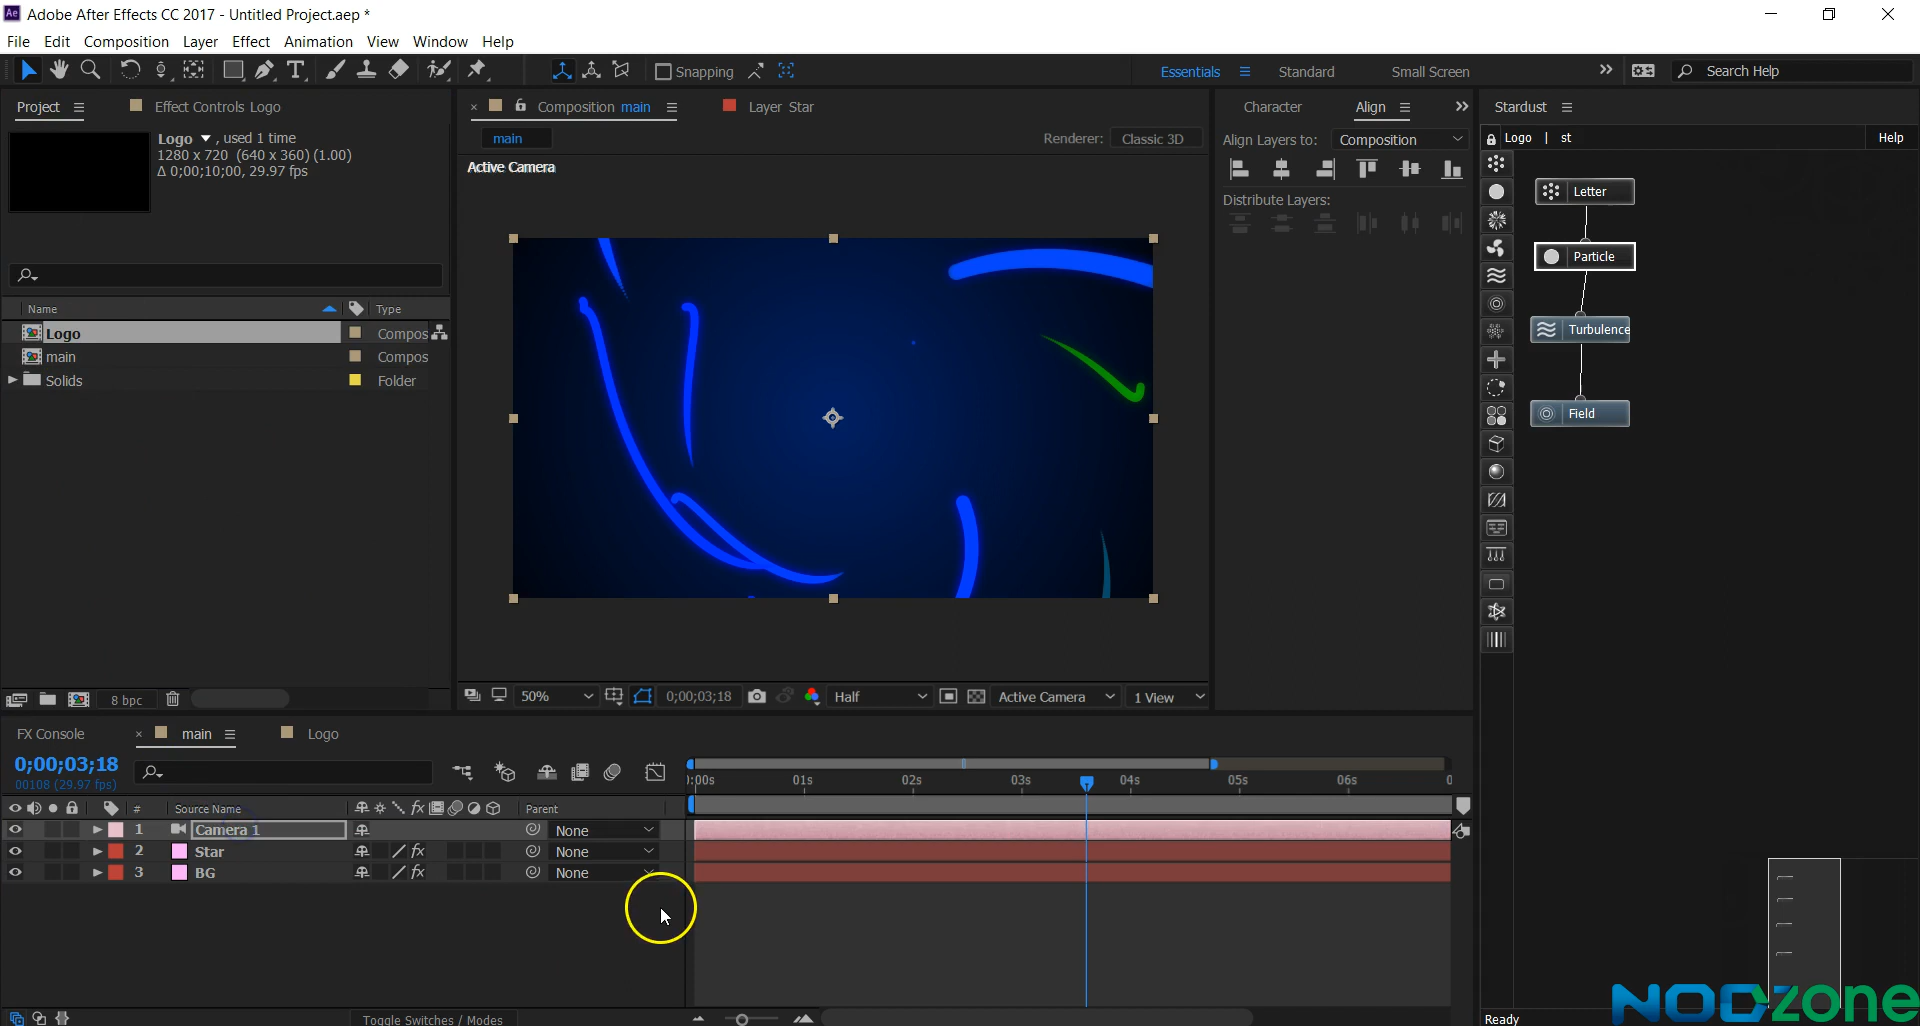 Adobe After Effects CC 2017 - Untitled Project.aep *
File Edit Composition Layer Effect Animation View Window Help
Snapping Essentials Standard Small Screen Search Help
Project Effect Controls Logo
Logo , used 1 time
1280 x 720 (640 x 360) (1.00)
Δ 0;00;10;00, 29.97 fps
Name Type
Logo Compos
main Compos
Solids Folder
8 bpc
Composition main Layer Star
main Renderer: Classic 3D
Active Camera
50% 0;00;03;18 Half Active Camera 1 View
Character Align
Align Layers to: Composition
Distribute Layers:
Stardust
Logo | st Help
Letter
Particle
Turbulence
Field
Ready
FX Console main Logo
0;00;03;18
00108 (29.97 fps)
):00s 01s 02s 03s 04s 05s 06s 0
# Source Name Parent
1 Camera 1 None
2 Star None
3 BG None
Toggle Switches / Modes
NODzone